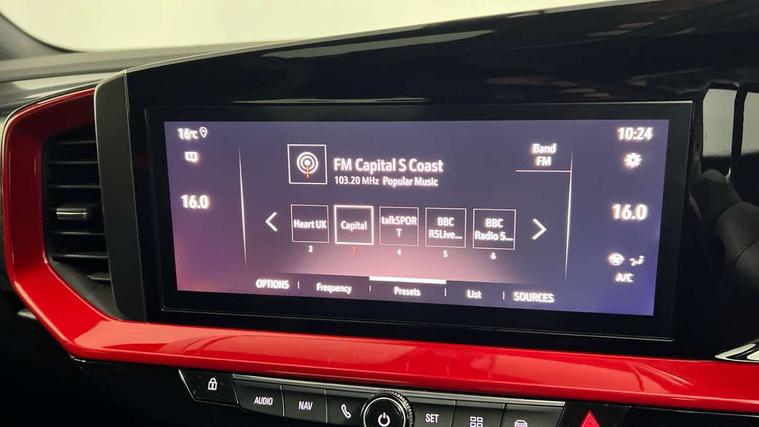 16°C
10:24
FM Capital S Coast
103.20 MHz Popular Music
Band
FM
16.0
16.0
Heart UK
2
Capital
3
talkSPOR
T
4
BBC
R5Live...
5
BBC
Radio 5...
6
A/C
OPTIONS
Frequency
Presets
List
SOURCES
AUDIO
NAV
SET